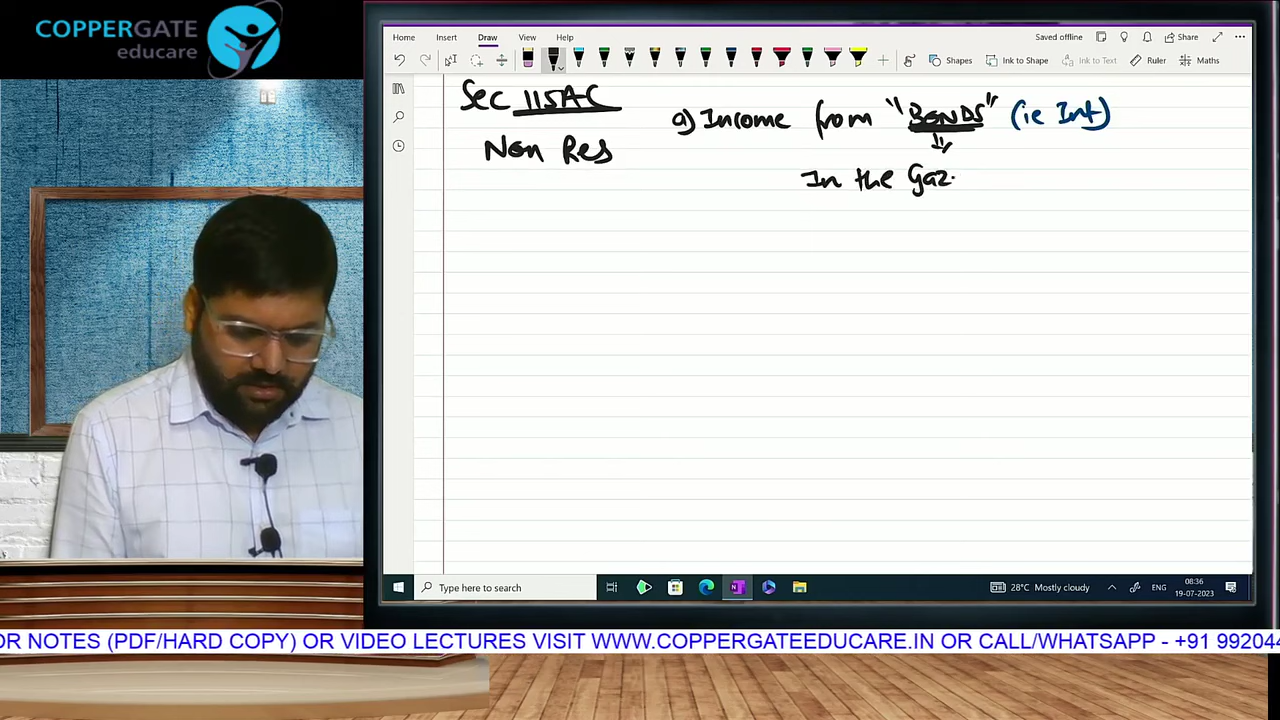 COPPERGATE
educare
Home Insert Draw View Help
Saved offline
Share
Shapes
Ink to Shape
Ink to Text
Ruler
Maths
Sec 115AC
Non Res
a) Income from "BONDS" (ie Int)
In the Gaz.
Type here to search
28°C Mostly cloudy
ENG
08:36
19-07-2023
OR NOTES (PDF/HARD COPY) OR VIDEO LECTURES VISIT WWW.COPPERGATEEDUCARE.IN OR CALL/WHATSAPP - +91 99204